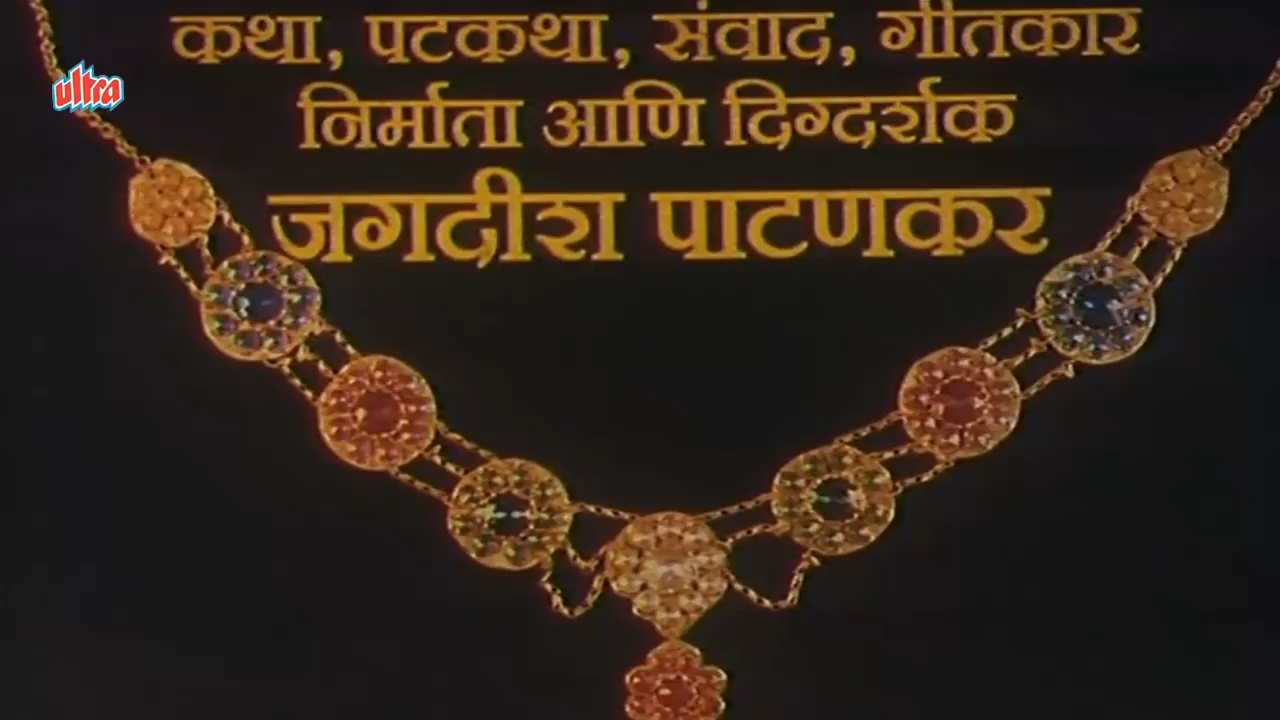 कथा, पटकथा, संवाद, गीतकार
ultra
निर्माता आणि दिग्दर्शक
जगदीश पाटणकर